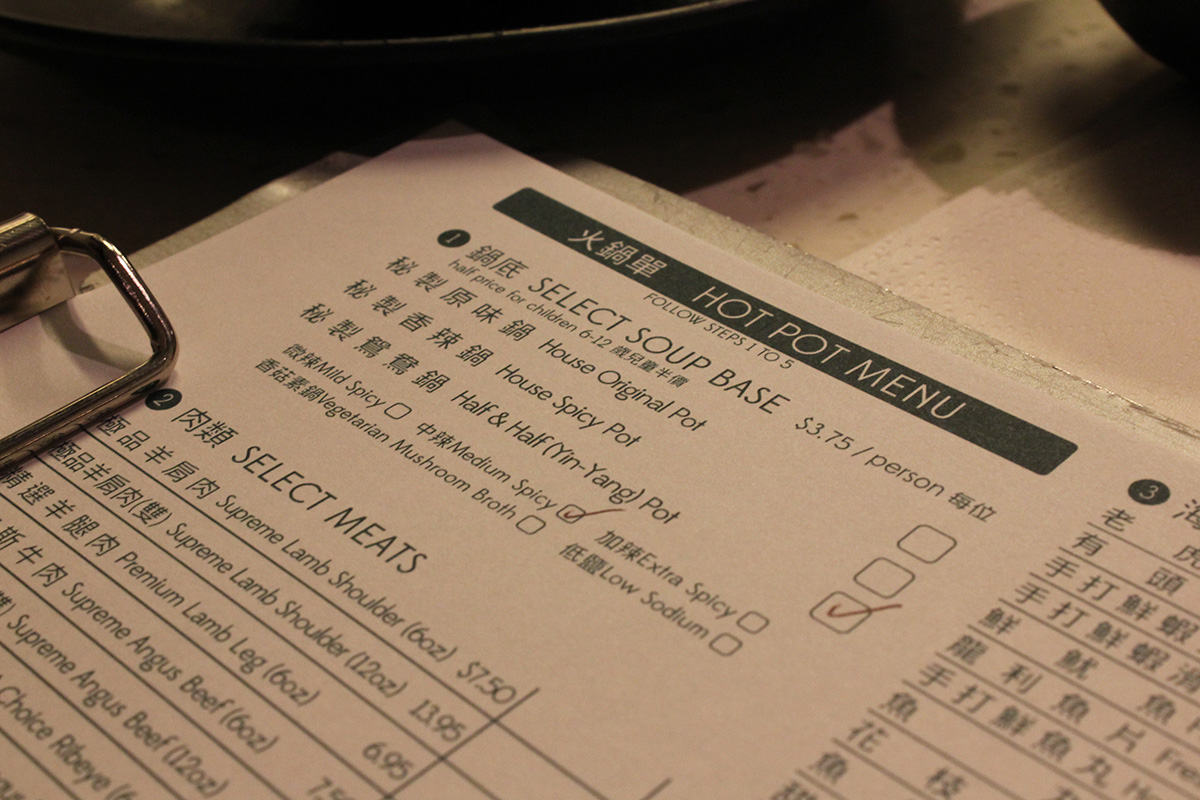 火鍋單 HOT POT MENU
FOLLOW STEPS 1 TO 5
1 鍋底 SELECT SOUP BASE $3.75 / person 每位
half price for children 6-12 歲兒童半價
秘製原味鍋 House Original Pot
秘製香辣鍋 House Spicy Pot
秘製鴛鴦鍋 Half & Half (Yin-Yang) Pot
微辣Mild Spicy 中辣Medium Spicy 加辣Extra Spicy
香菇素鍋Vegetarian Mushroom Broth 低鹽Low Sodium
2 肉類 SELECT MEATS
極品羊肩肉 Supreme Lamb Shoulder (6oz) $7.50
極品羊肩肉(雙) Supreme Lamb Shoulder (12oz) 13.95
精選羊腿肉 Premium Lamb Leg (6oz) 6.95
斯牛肉 Supreme Angus Beef (6oz)
Supreme Angus Beef (12oz)
Choice Ribeye
3
老虎
有頭
手打鮮蝦
手打鮮蝦
鮮魷魚
龍利魚片
手打鮮魚丸
魚
花枝
魚